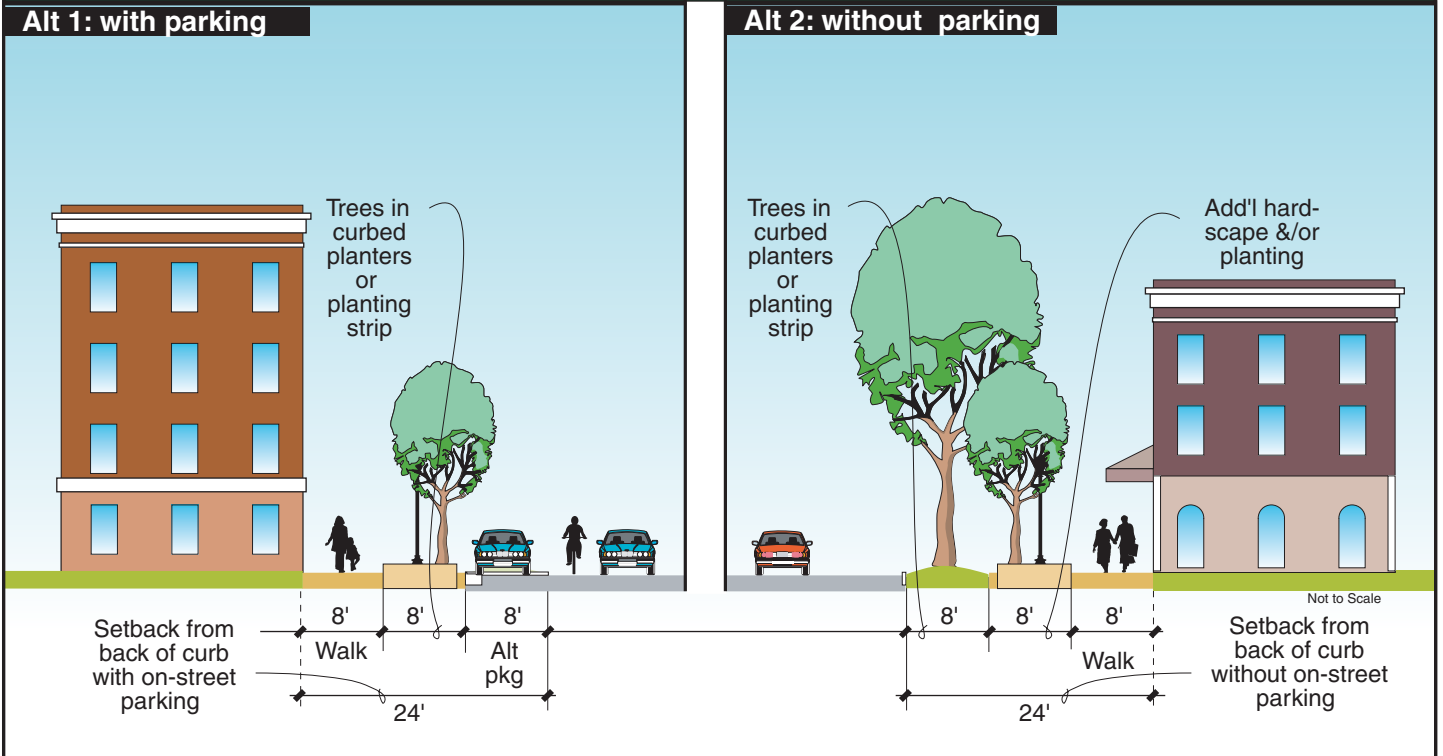 Alt 1: with parking
Trees in
curbed
planters
or
planting
strip
8'
8'
8'
Walk
Alt
pkg
Setback from
back of curb
with on-street
parking
24'
Alt 2: without parking
Trees in
curbed
planters
or
planting
strip
Add'l hard-
scape &/or
planting
Not to Scale
8'
8'
8'
Walk
Setback from
back of curb
without on-street
parking
24'